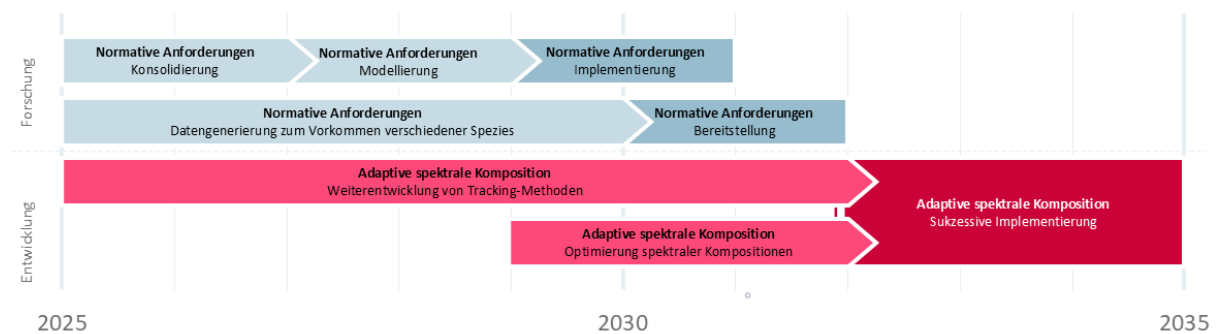 Forschung
Normative Anforderungen
Konsolidierung
Normative Anforderungen
Modellierung
Normative Anforderungen
Implementierung
Normative Anforderungen
Datengenerierung zum Vorkommen verschiedener Spezies
Normative Anforderungen
Bereitstellung
Entwicklung
Adaptive spektrale Komposition
Weiterentwicklung von Tracking-Methoden
Adaptive spektrale Komposition
Optimierung spektraler Kompositionen
Adaptive spektrale Komposition
Sukzessive Implementierung
2025
2030
2035